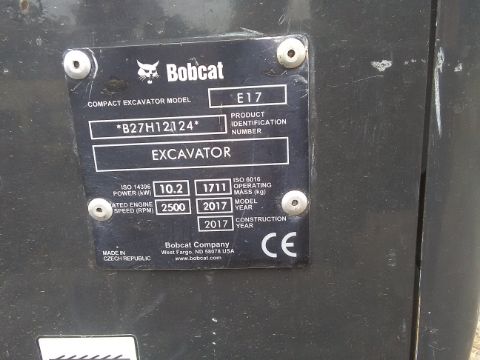 Bobcat
COMPACT EXCAVATOR MODEL E17
*B27H12124* PRODUCT IDENTIFICATION NUMBER
EXCAVATOR
ISO 14396 POWER (kW) 10.2 1711 ISO 6016 OPERATING MASS (kg)
RATED ENGINE SPEED (RPM) 2500 2017 MODEL YEAR
2017 CONSTRUCTION YEAR
MADE IN CZECH REPUBLIC
Bobcat Company
West Fargo, ND 58078 USA
www.bobcat.com
CE